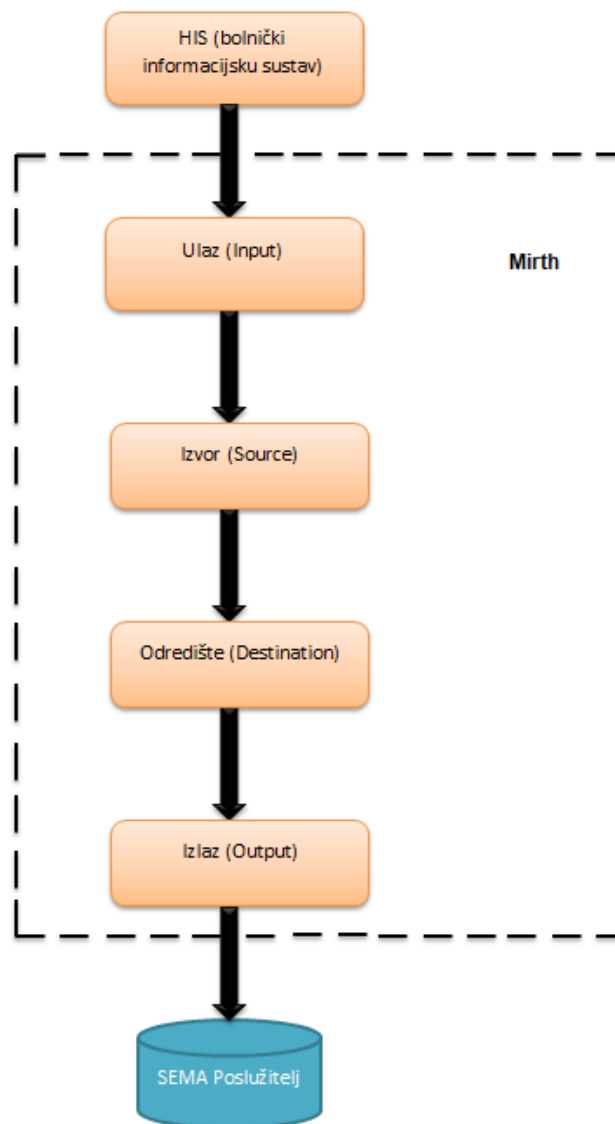 HIS (bolnički
informacijsku sustav)
Ulaz (Input)
Mirth
Izvor (Source)
Odredište (Destination)
Izlaz (Output)
SEMA Poslužitelj